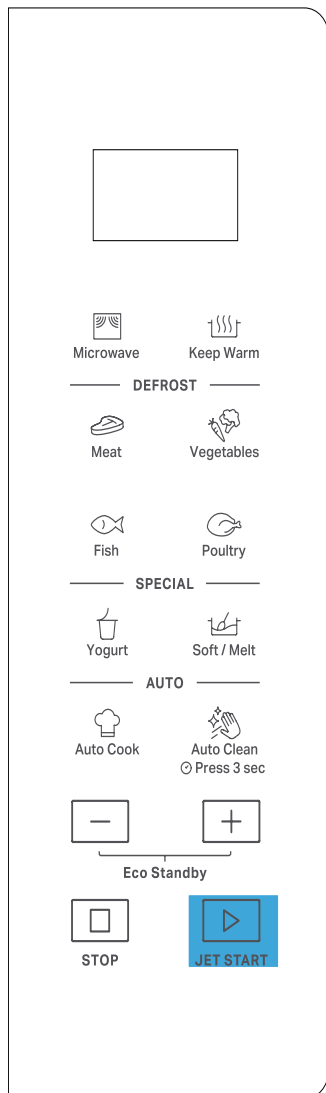 Microwave Keep Warm
DEFROST
Meat Vegetables
Fish Poultry
SPECIAL
Yogurt Soft / Melt
AUTO
Auto Cook Auto Clean
Press 3 sec
Eco Standby
STOP JET START